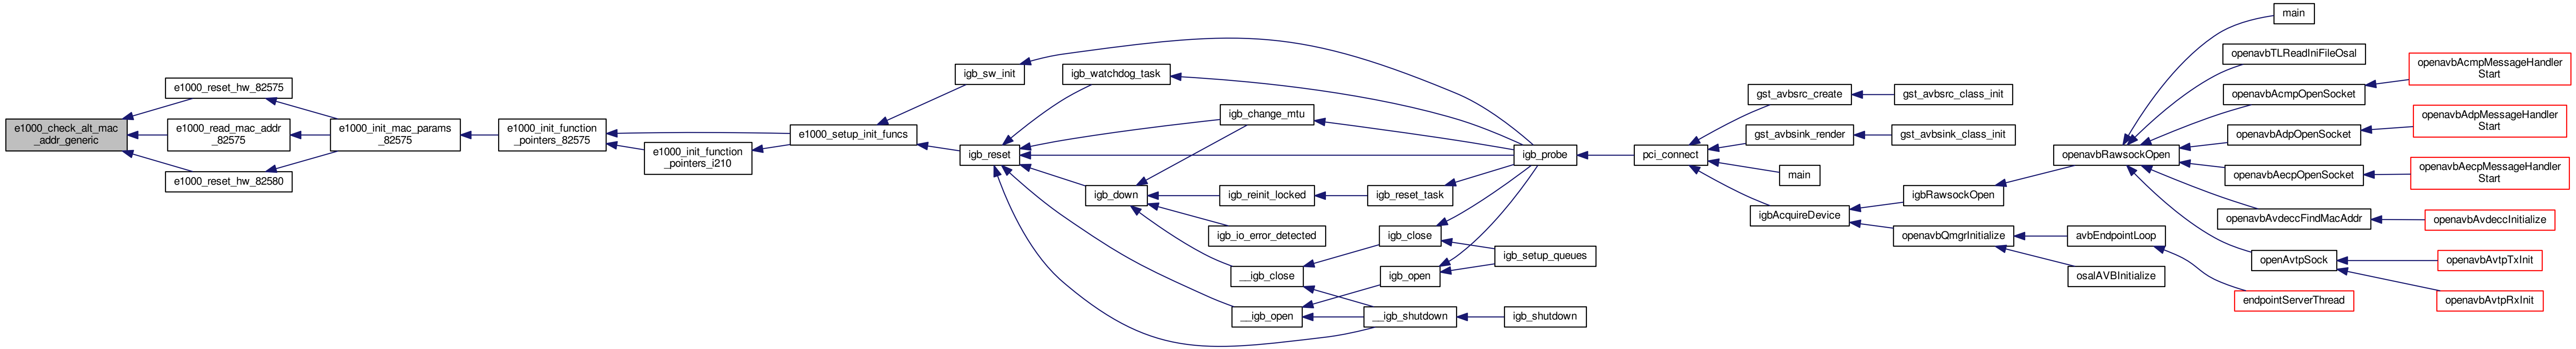 e1000_check_alt_mac
_addr_generic
e1000_reset_hw_82575
e1000_read_mac_addr
_82575
e1000_reset_hw_82580
e1000_init_mac_params
_82575
e1000_init_function
_pointers_82575
e1000_init_function
_pointers_i210
e1000_setup_init_funcs
igb_sw_init
igb_reset
igb_watchdog_task
igb_change_mtu
igb_down
igb_reinit_locked
igb_reset_task
igb_io_error_detected
__igb_close
__igb_open
igb_close
igb_open
__igb_shutdown
igb_setup_queues
igb_shutdown
igb_probe
pci_connect
gst_avbsrc_create
gst_avbsrc_class_init
gst_avbsink_render
gst_avbsink_class_init
main
igbAcquireDevice
igbRawsockOpen
openavbQmgrInitialize
avbEndpointLoop
osalAVBInitialize
endpointServerThread
openavbRawsockOpen
main
openavbTLReadIniFileOsal
openavbAcmpOpenSocket
openavbAcmpMessageHandler
Start
openavbAdpOpenSocket
openavbAdpMessageHandler
Start
openavbAecpOpenSocket
openavbAecpMessageHandler
Start
openavbAvdeccFindMacAddr
openavbAvdeccInitialize
openAvtpSock
openavbAvtpTxInit
openavbAvtpRxInit